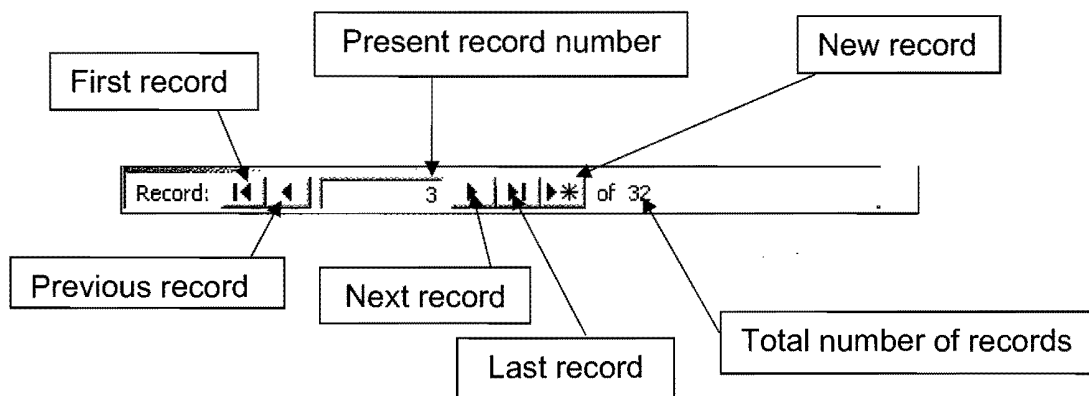 Present record number
New record
First record
Record: 3 of 32
Previous record
Next record
Total number of records
Last record